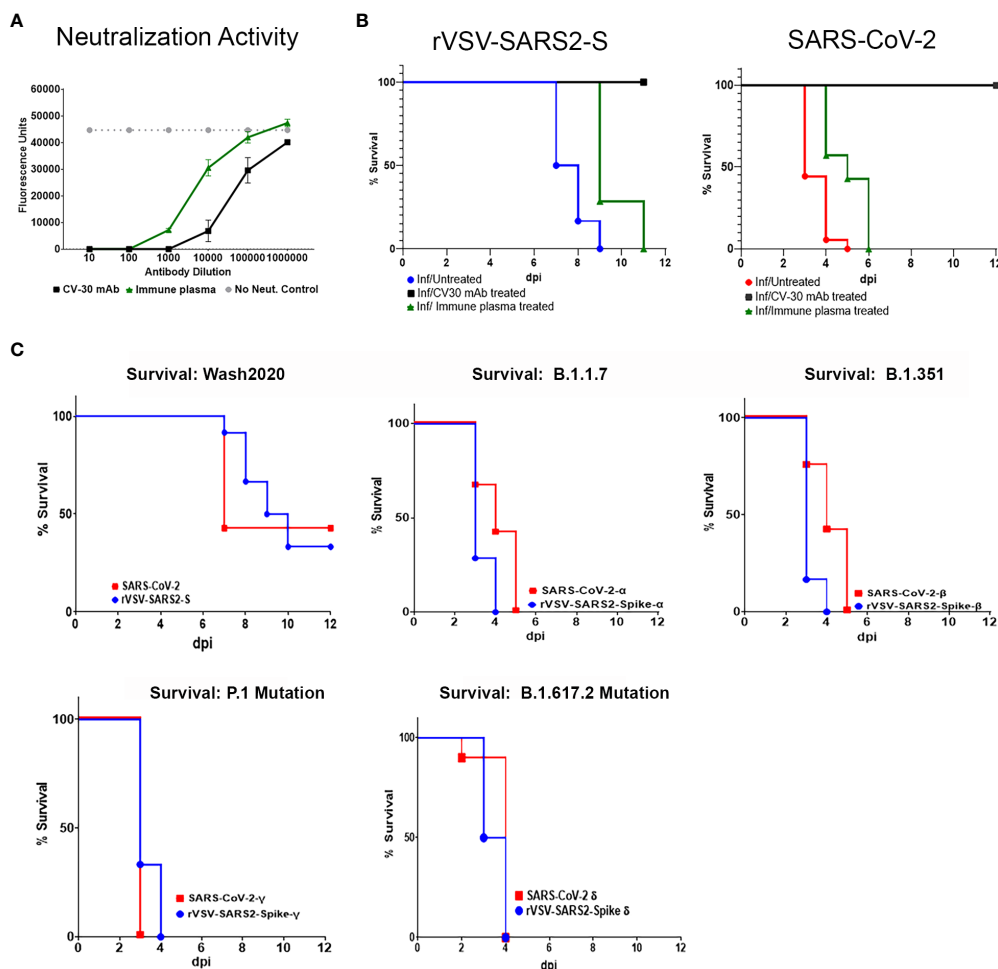 A
Neutralization Activity
60000
50000
40000
30000
20000
10000
0
Fluorescence Units
10 100 1000 10000 1000000 1000000
Antibody Dilution
CV-30 mAb Immune plasma No Neut. Control
B
rVSV-SARS2-S
100
50
0
% Survival
0 2 4 6 8 10 12
dpi
Inf/Untreated
Inf/CV30 mAb treated
Inf/ Immune plasma treated
SARS-CoV-2
100
50
0
% Survival
0 2 4 6 8 10 12
dpi
Inf/Untreated
Inf/CV-30 mAb treated
Inf/Immune plasma treated
C
Survival: Wash2020
100
50
0
% Survival
SARS-CoV-2
rVSV-SARS2-S
0 2 4 6 8 10 12
dpi
Survival: B.1.1.7
100
50
0
% Survival
SARS-CoV-2-α
rVSV-SARS2-Spike-α
0 2 4 6 8 10 12
dpi
Survival: B.1.351
100
50
0
% Survival
SARS-CoV-2-β
rVSV-SARS2-Spike-β
0 2 4 6 8 10 12
dpi
Survival: P.1 Mutation
100
50
0
% Survival
SARS-CoV-2-γ
rVSV-SARS2-Spike-γ
0 2 4 6 8 10 12
dpi
Survival: B.1.617.2 Mutation
100
50
0
% Survival
SARS-CoV-2 δ
rVSV-SARS2-Spike δ
0 2 4 6 8 10 12
dpi